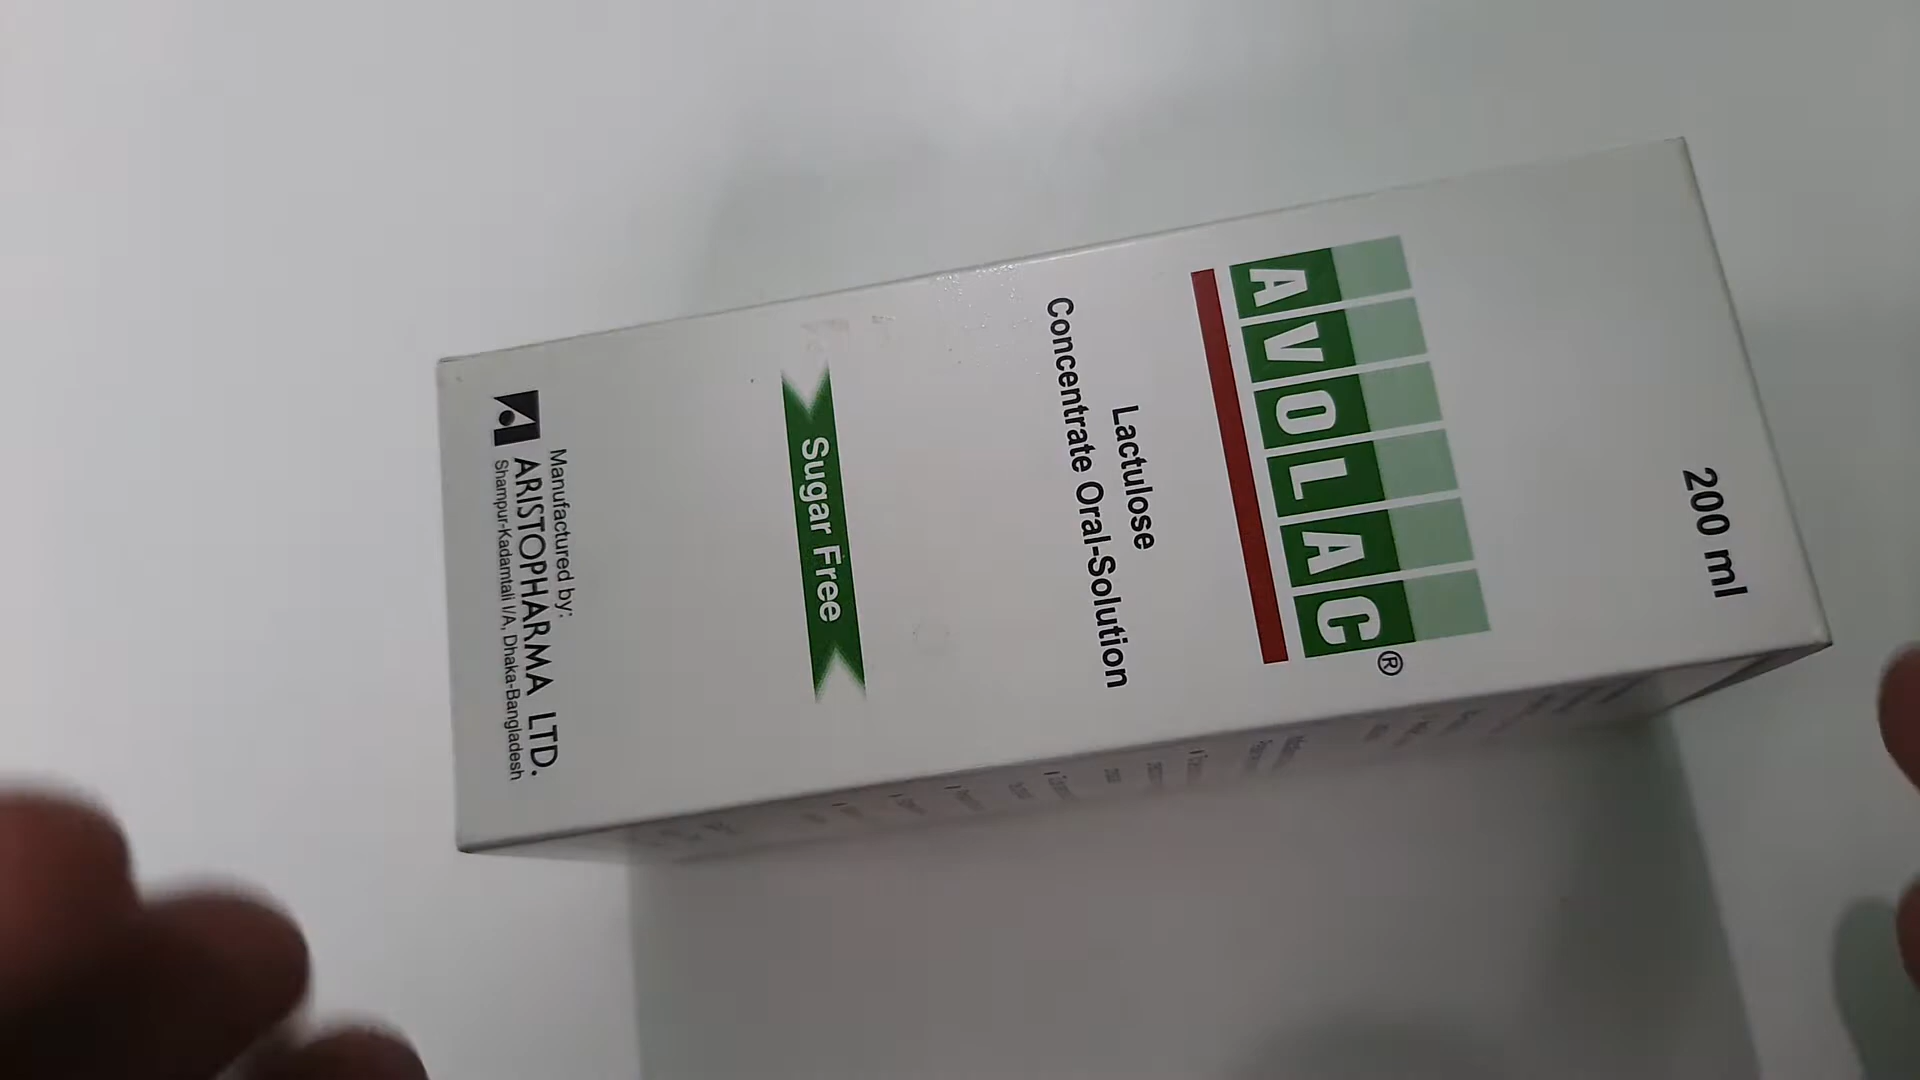 200 ml
AVOLAC®
Lactulose
Concentrate Oral-Solution
Sugar Free
Manufactured by:
ARISTOPHARMA LTD.
Shampur-Kadamtali I/A, Dhaka-Bangladesh